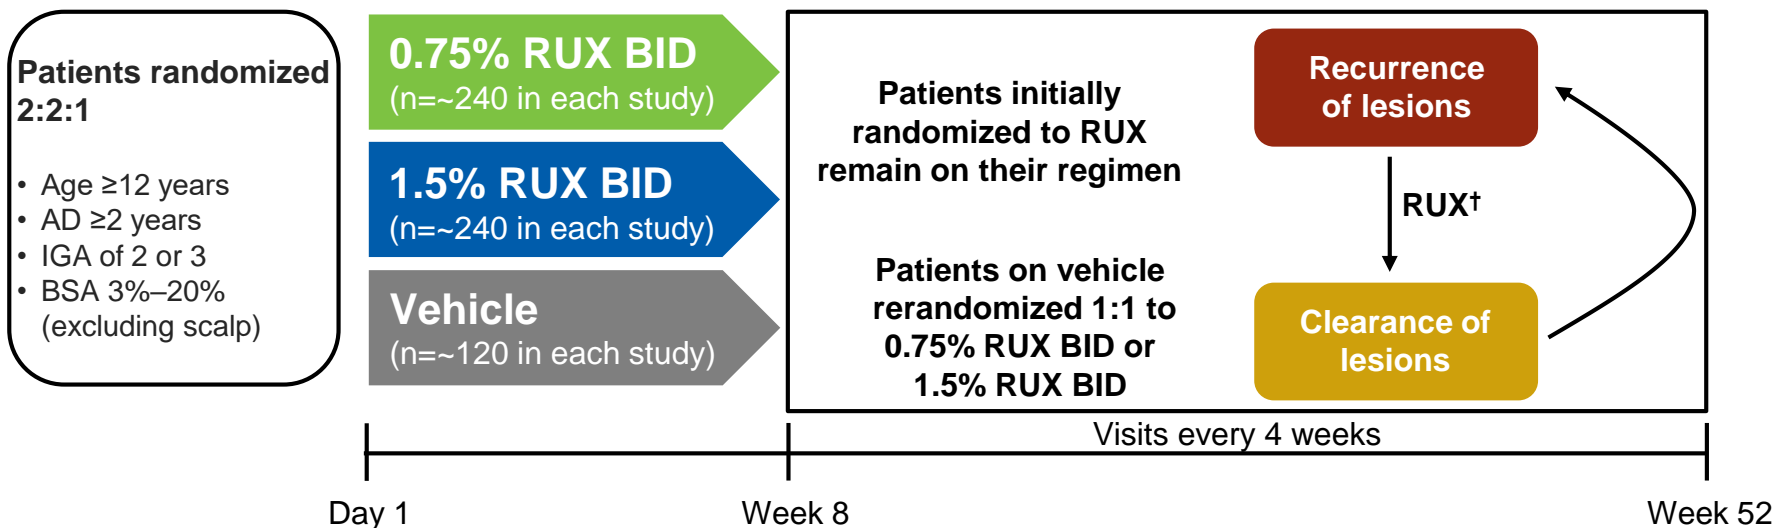 Patients randomized
2:2:1
• Age ≥12 years
• AD ≥2 years
• IGA of 2 or 3
• BSA 3%–20%
(excluding scalp)
0.75% RUX BID
(n=~240 in each study)
1.5% RUX BID
(n=~240 in each study)
Vehicle
(n=~120 in each study)
Patients initially
randomized to RUX
remain on their regimen
Patients on vehicle
rerandomized 1:1 to
0.75% RUX BID or
1.5% RUX BID
Recurrence
of lesions
RUX†
Clearance of
lesions
Visits every 4 weeks
Day 1
Week 8
Week 52